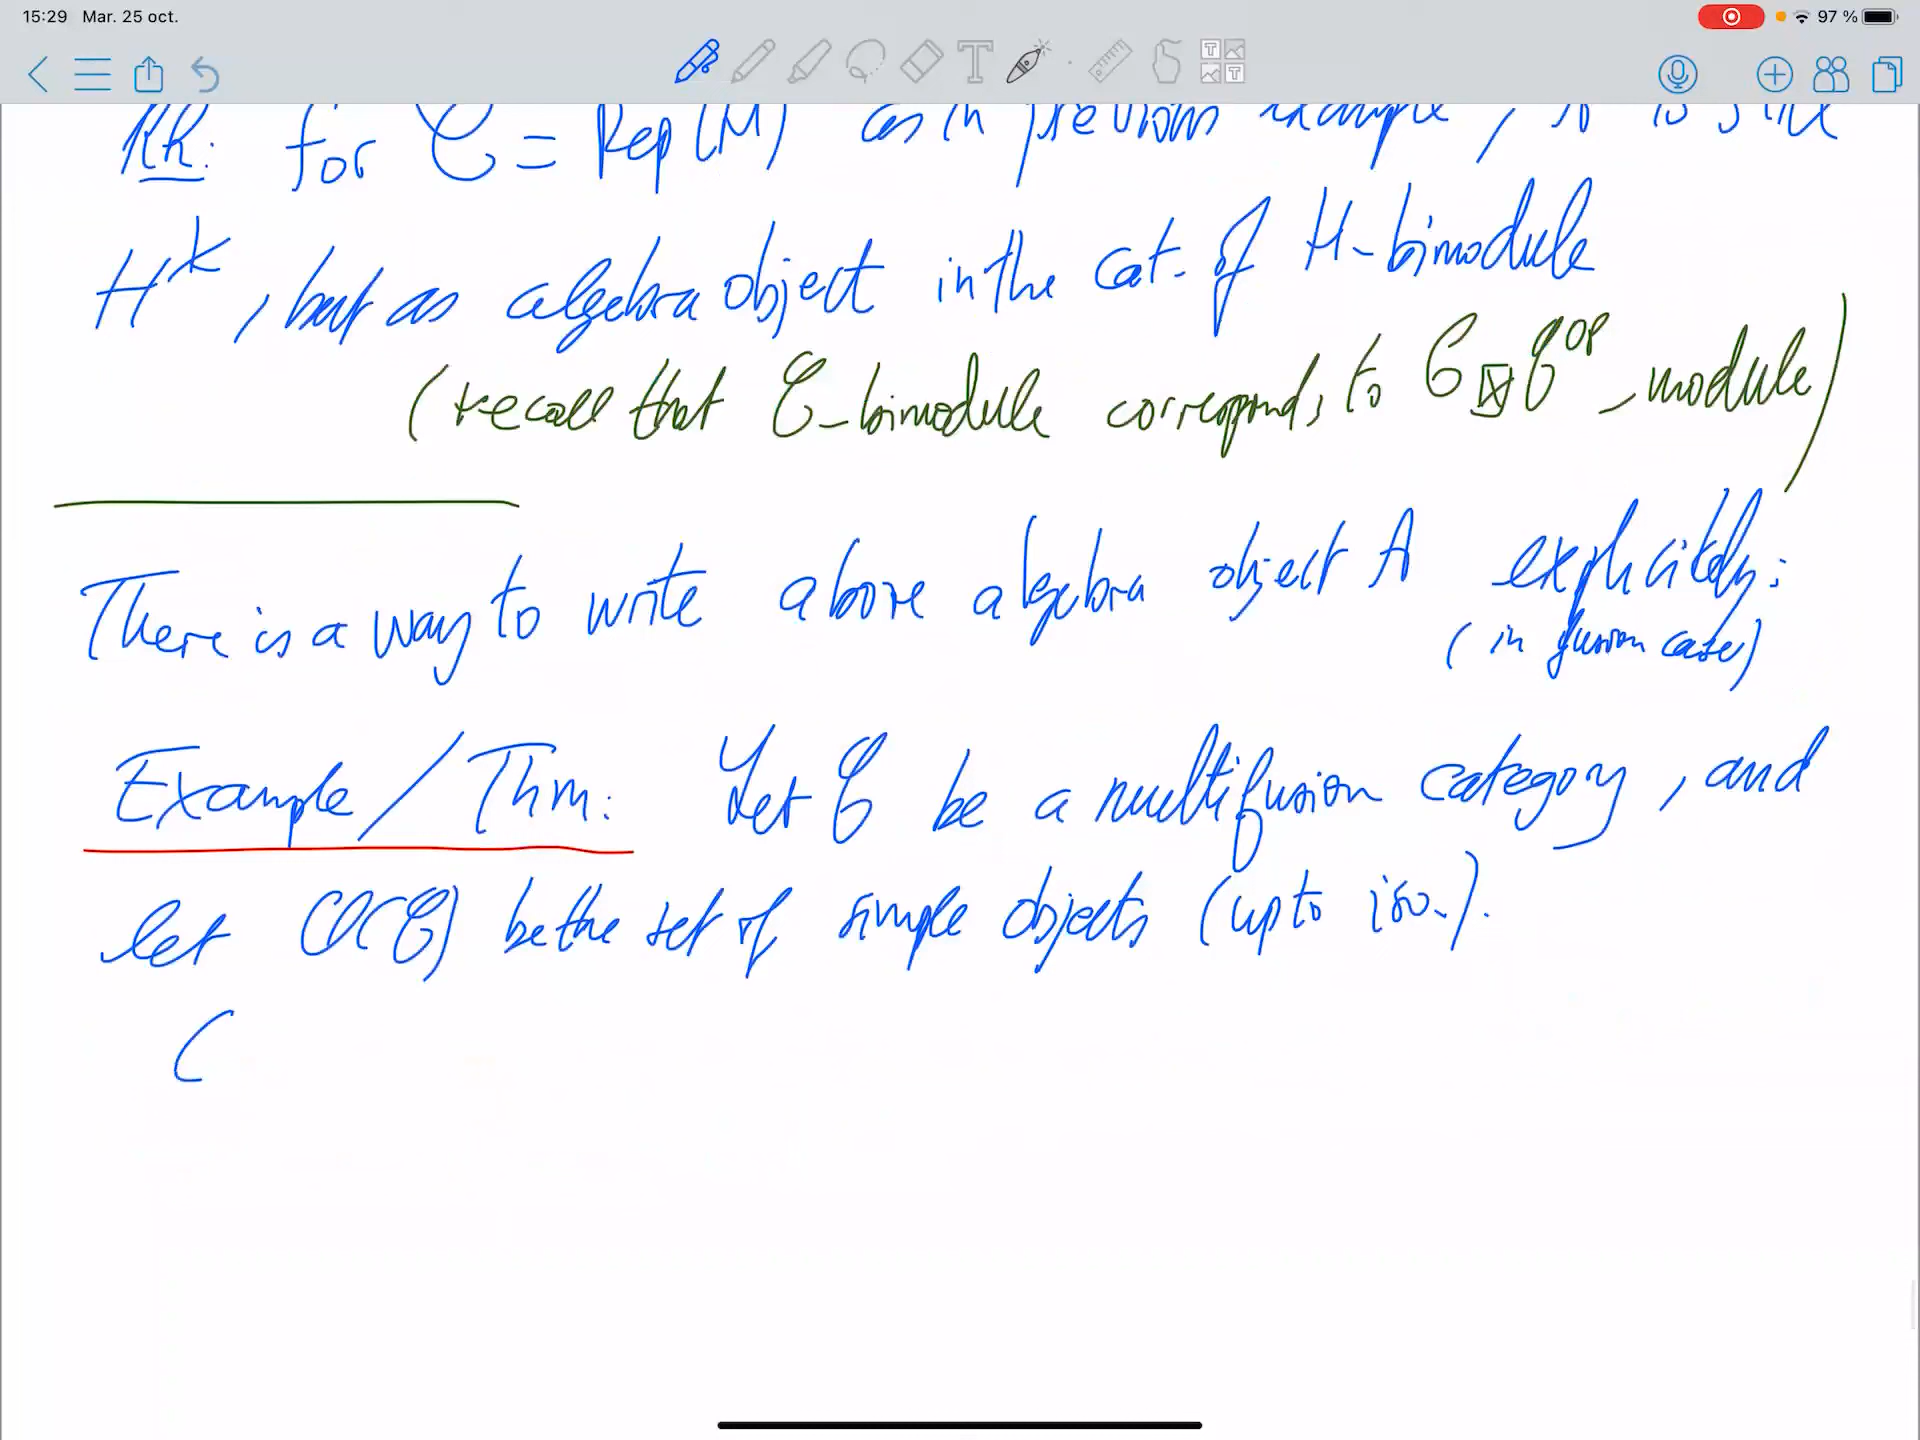 15:29 Mar. 25 oct.
97 %
Rk: for C = Rep(H) as in previous example, it is still
H*, but as algebra object in the cat. of H-bimodule
(recall that C-bimodule corresponds to C⊠C^op-module)
There is a way to write above algebra object A explicitely:
(in fusion case)
Example/Thm: Let C be a multifusion category, and
let O(C) be the set of simple objects (up to iso.).
(